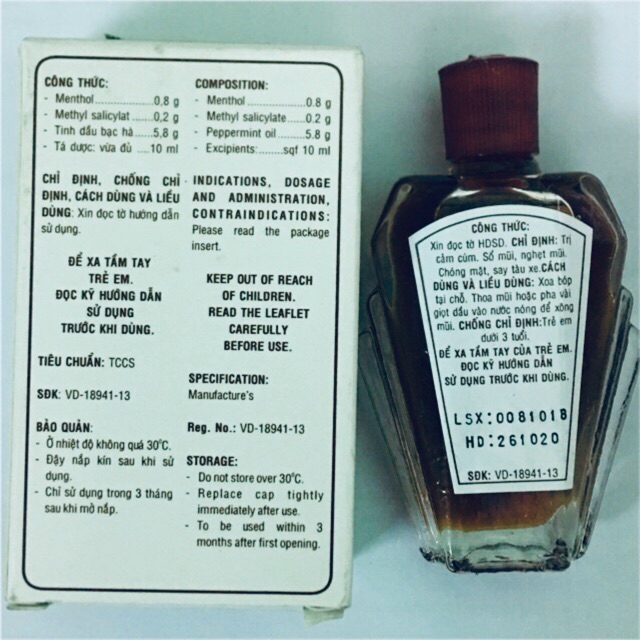 CÔNG THỨC:
- Menthol....................0,8 g
- Methyl salicylat.....0,2 g
- Tinh dầu bạc hà....5,8 g
- Tá dược: vừa đủ ....10 ml
CHỈ ĐỊNH, CHỐNG CHỈ
ĐỊNH, CÁCH DÙNG VÀ LIỀU
DÙNG: Xin đọc tờ hướng dẫn
sử dụng.
ĐỂ XA TẦM TAY
TRẺ EM.
ĐỌC KỸ HƯỚNG DẪN
SỬ DỤNG
TRƯỚC KHI DÙNG.
TIÊU CHUẨN: TCCS
SĐK: VD-18941-13
BẢO QUẢN:
- Ở nhiệt độ không quá 30°C.
- Đậy nắp kín sau khi sử
dụng.
- Chỉ sử dụng trong 3 tháng
sau khi mở nắp.
COMPOSITION:
- Menthol......................0.8 g
- Methyl salicylate.....0.2 g
- Peppermint oil........5.8 g
- Excipients:........sqf 10 ml
INDICATIONS, DOSAGE
AND ADMINISTRATION,
CONTRAINDICATIONS:
Please read the package
insert.
KEEP OUT OF REACH
OF CHILDREN.
READ THE LEAFLET
CAREFULLY
BEFORE USE.
SPECIFICATION:
Manufacture's
Reg. No.: VD-18941-13
STORAGE:
- Do not store over 30°C.
- Replace cap tightly
immediately after use.
- To be used within 3
months after first opening.
CÔNG THỨC:
Xin đọc tờ HDSD. CHỈ ĐỊNH: Trị
cảm cúm. Sổ mũi, nghẹt mũi.
Chóng mặt, say tàu xe.CÁCH
DÙNG VÀ LIỀU DÙNG: Xoa bóp
tại chỗ. Thoa mũi hoặc pha vài
giọt dầu vào nước nóng để xông
mũi. CHỐNG CHỈ ĐỊNH:Trẻ em
dưới 3 tuổi.
ĐỂ XA TẦM TAY CỦA TRẺ EM.
ĐỌC KỸ HƯỚNG DẪN
SỬ DỤNG TRƯỚC KHI DÙNG.
LSX:008101B
HD:261020
SĐK: VD-18941-13